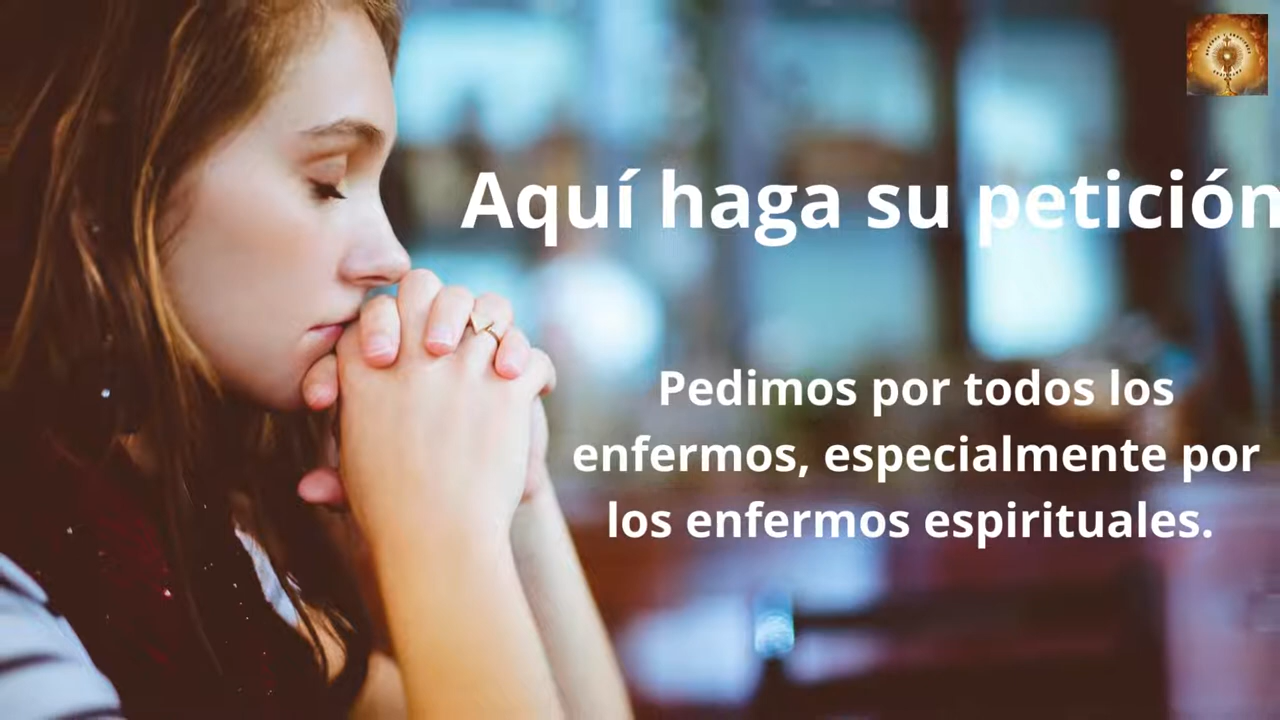 Aquí haga su petición
Pedimos por todos los
enfermos, especialmente por
los enfermos espirituales.